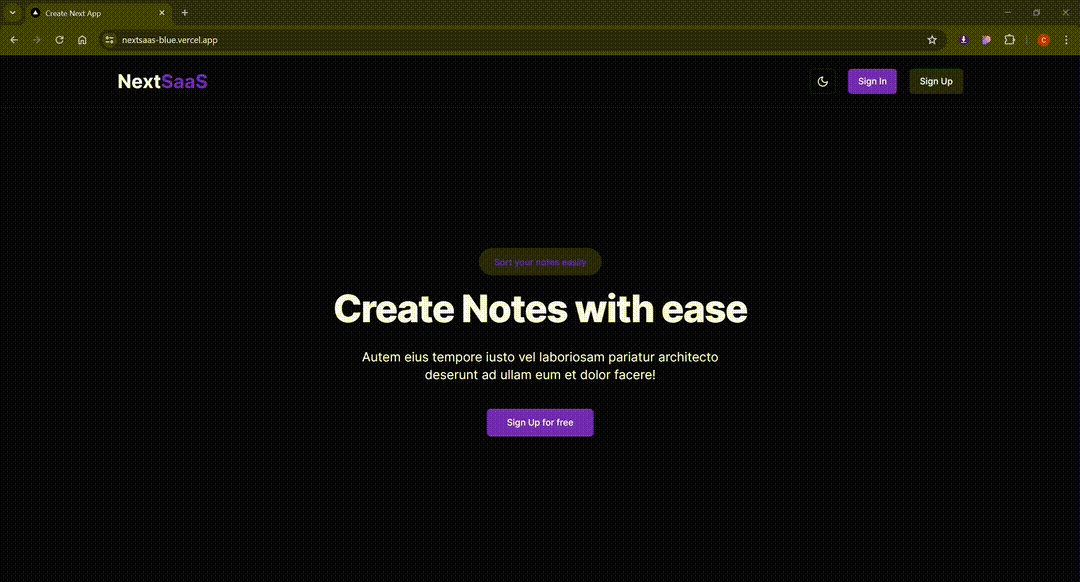 Create Next App
nextsaas-blue.vercel.app
C
NextSaaS
Sign In
Sign Up
Sort your notes easily
Create Notes with ease
Autem eius tempore iusto vel laboriosam pariatur architecto
deserunt ad ullam eum et dolor facere!
Sign Up for free